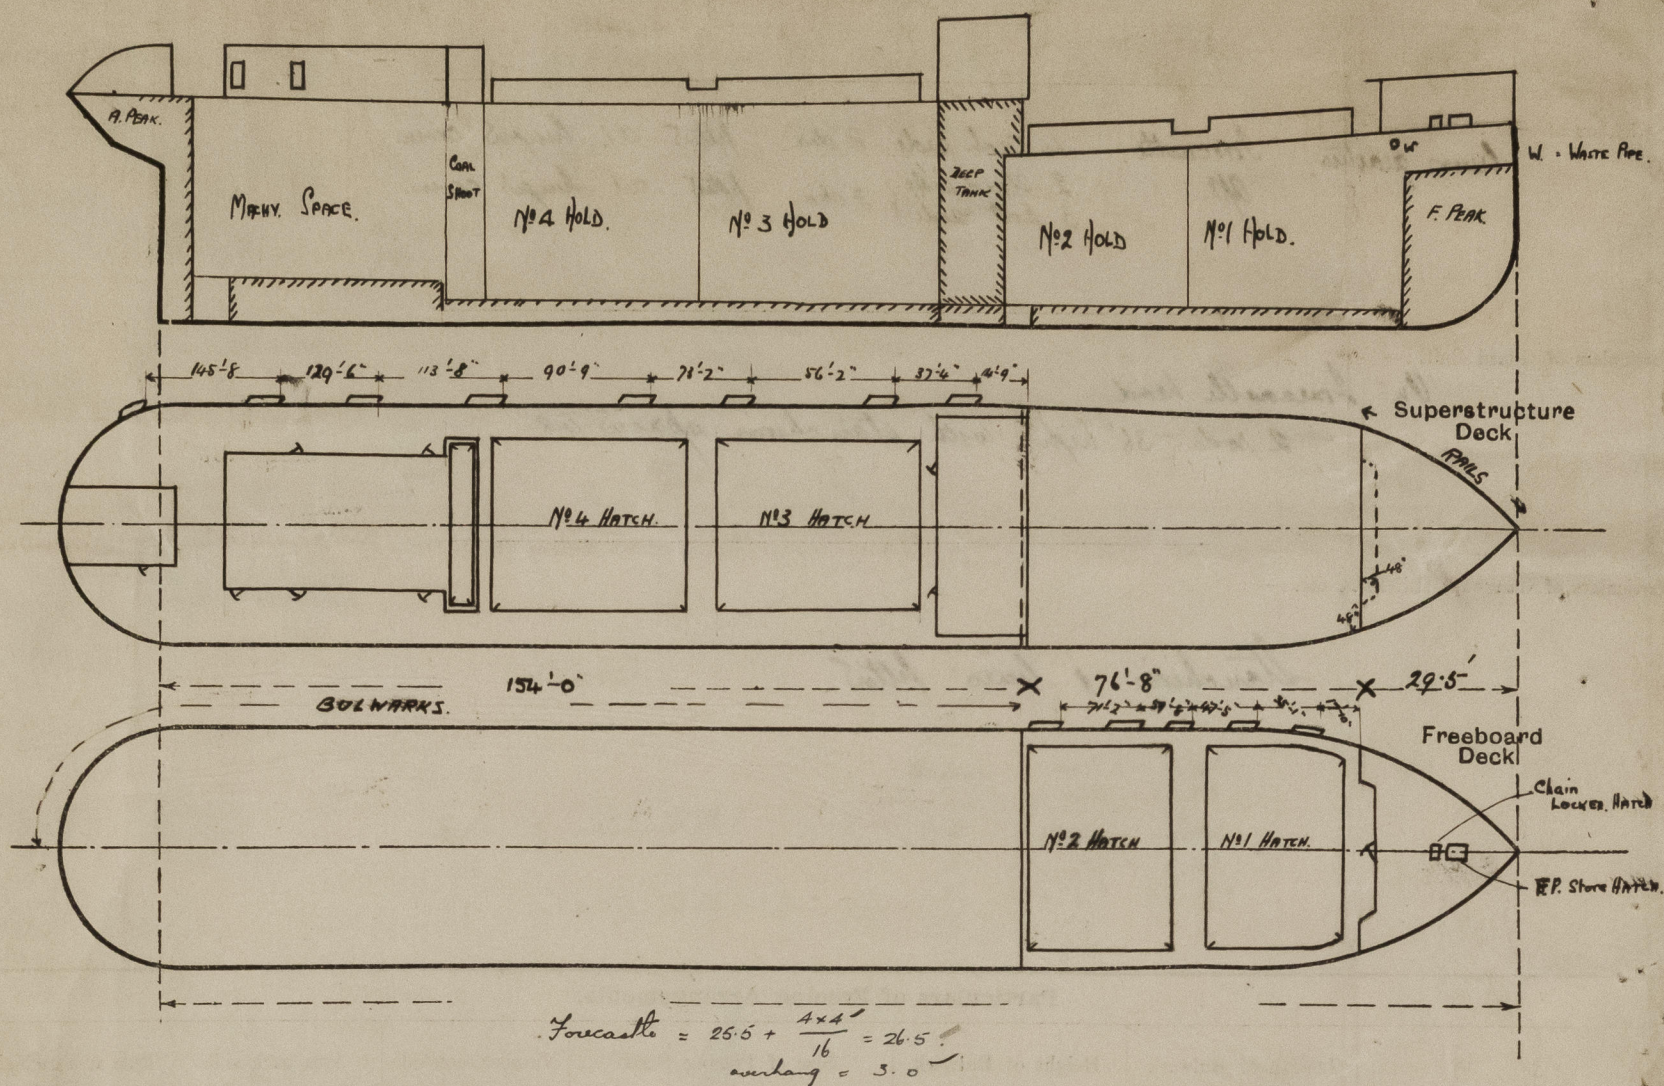 A. PEAK.
MACHY. SPACE.
COAL
SHOOT
Nº 4 HOLD.
Nº 3 HOLD
DEEP
TANK
Nº 2 HOLD
Nº 1 HOLD.
F. PEAK.
W
W. = WASTE PIPE.
145'-8 129'-6" 113'-8" 90'-9" 73'-2" 56'-2" 37'-4" 4'-9"
Superstructure
Deck
RAILS
Nº 4 HATCH.
Nº 3 HATCH
48"
48"
154'-0" 76'-8" 29.5'
BULWARKS.
Freeboard
Deck
Chain
LOCKER. HATCH
Nº 2 HATCH
Nº 1 HATCH.
F.P. Store HATCH.
Forecastle = 25.5 + 4×4/16 = 26.5'
overhang = 3.0